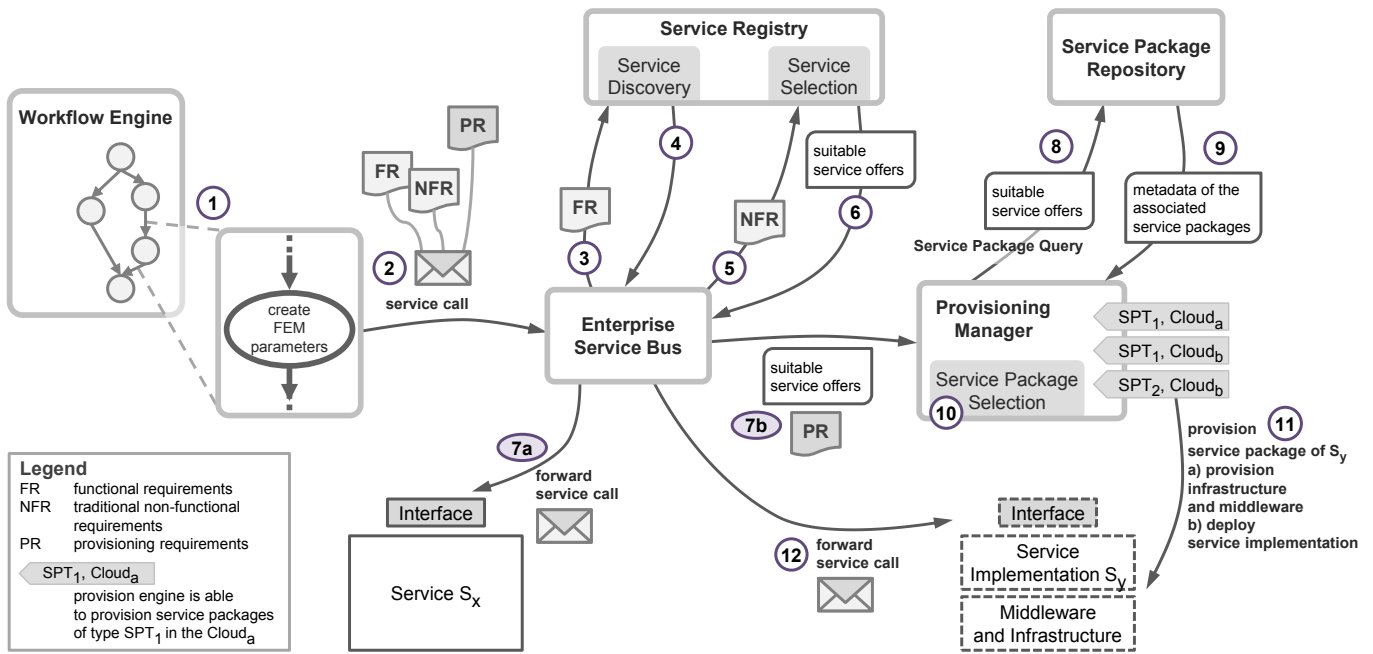 Service Registry
Service
Discovery
Service
Selection
Service Package
Repository
Workflow Engine
1
create
FEM
parameters
PR
FR
NFR
2
service call
FR
3
4
NFR
5
suitable
service offers
6
8
9
suitable
service offers
metadata of the
associated
service packages
Service Package Query
Enterprise
Service Bus
Provisioning
Manager
SPT1, Clouda
SPT1, Cloudb
SPT2, Cloudb
Service Package
Selection
10
suitable
service offers
7b
PR
7a
forward
service call
Interface
Service Sx
12
forward
service call
11
provision
service package of Sy
a) provision
infrastructure
and middleware
b) deploy
service implementation
Interface
Service
Implementation Sy
Middleware
and Infrastructure
Legend
FR functional requirements
NFR traditional non-functional
requirements
PR provisioning requirements
SPT1, Clouda
provision engine is able
to provision service packages
of type SPT1 in the Clouda